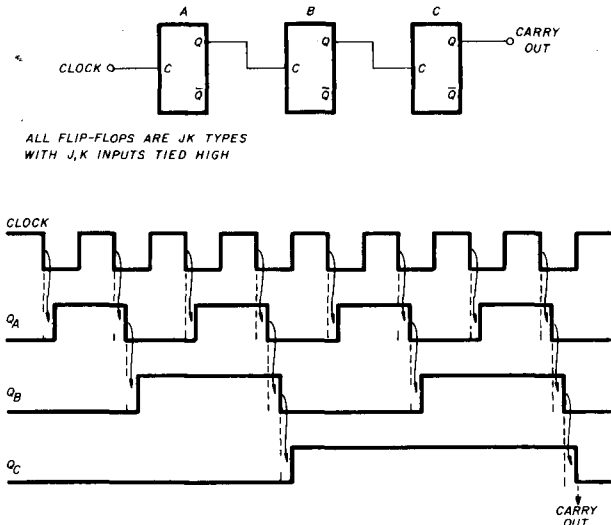 A B C
Q Q Q CARRY
OUT
CLOCK C C C
Q̅ Q̅ Q̅
ALL FLIP-FLOPS ARE JK TYPES
WITH J,K INPUTS TIED HIGH
CLOCK
QA
QB
QC
CARRY
OUT